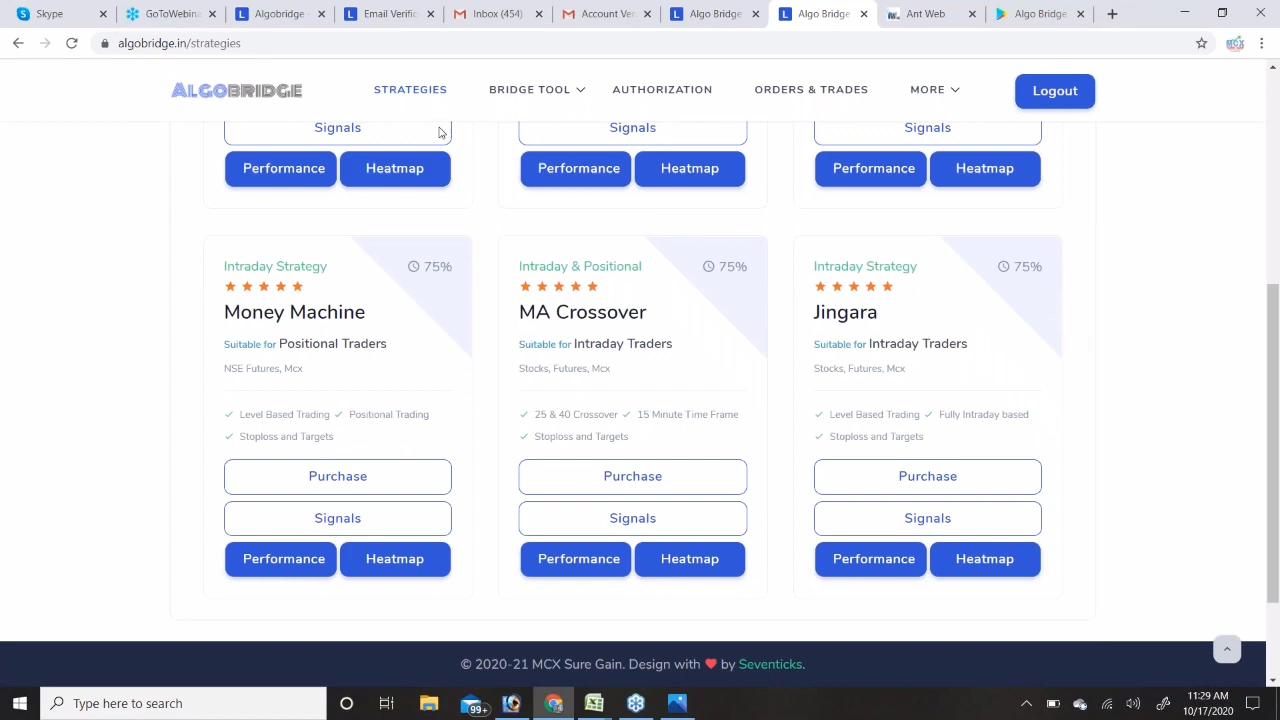 Skype
GoToWebina
Algobridge -
Email Verific
Inbox (454)
Account Ver
Algo Bridge
Algo Bridge
Ant Web
Algo Bridge
algobridge.in/strategies
ALGOBRIDGE
STRATEGIES
BRIDGE TOOL
AUTHORIZATION
ORDERS & TRADES
MORE
Logout
Signals
Signals
Signals
Performance
Heatmap
Performance
Heatmap
Performance
Heatmap
Intraday Strategy
75%
Money Machine
Suitable for Positional Traders
NSE Futures, Mcx
Level Based Trading
Positional Trading
Stoploss and Targets
Purchase
Signals
Performance
Heatmap
Intraday & Positional
75%
MA Crossover
Suitable for Intraday Traders
Stocks, Futures, Mcx
25 & 40 Crossover
15 Minute Time Frame
Stoploss and Targets
Purchase
Signals
Performance
Heatmap
Intraday Strategy
75%
Jingara
Suitable for Intraday Traders
Stocks, Futures, Mcx
Level Based Trading
Fully Intraday based
Stoploss and Targets
Purchase
Signals
Performance
Heatmap
© 2020-21 MCX Sure Gain. Design with ❤ by Seventicks.
Type here to search
99+
11:29 AM
10/17/2020